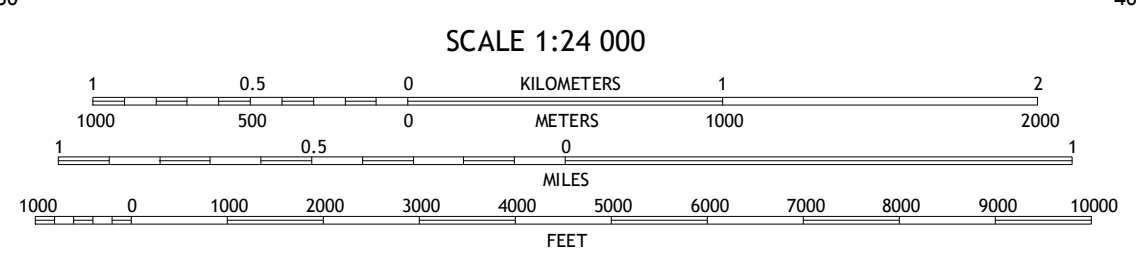 SCALE 1:24 000
1 0.5 0 KILOMETERS 1 2
1000 500 0 METERS 1000 2000
1 0.5 0 1
MILES
1000 0 1000 2000 3000 4000 5000 6000 7000 8000 9000 10000
FEET